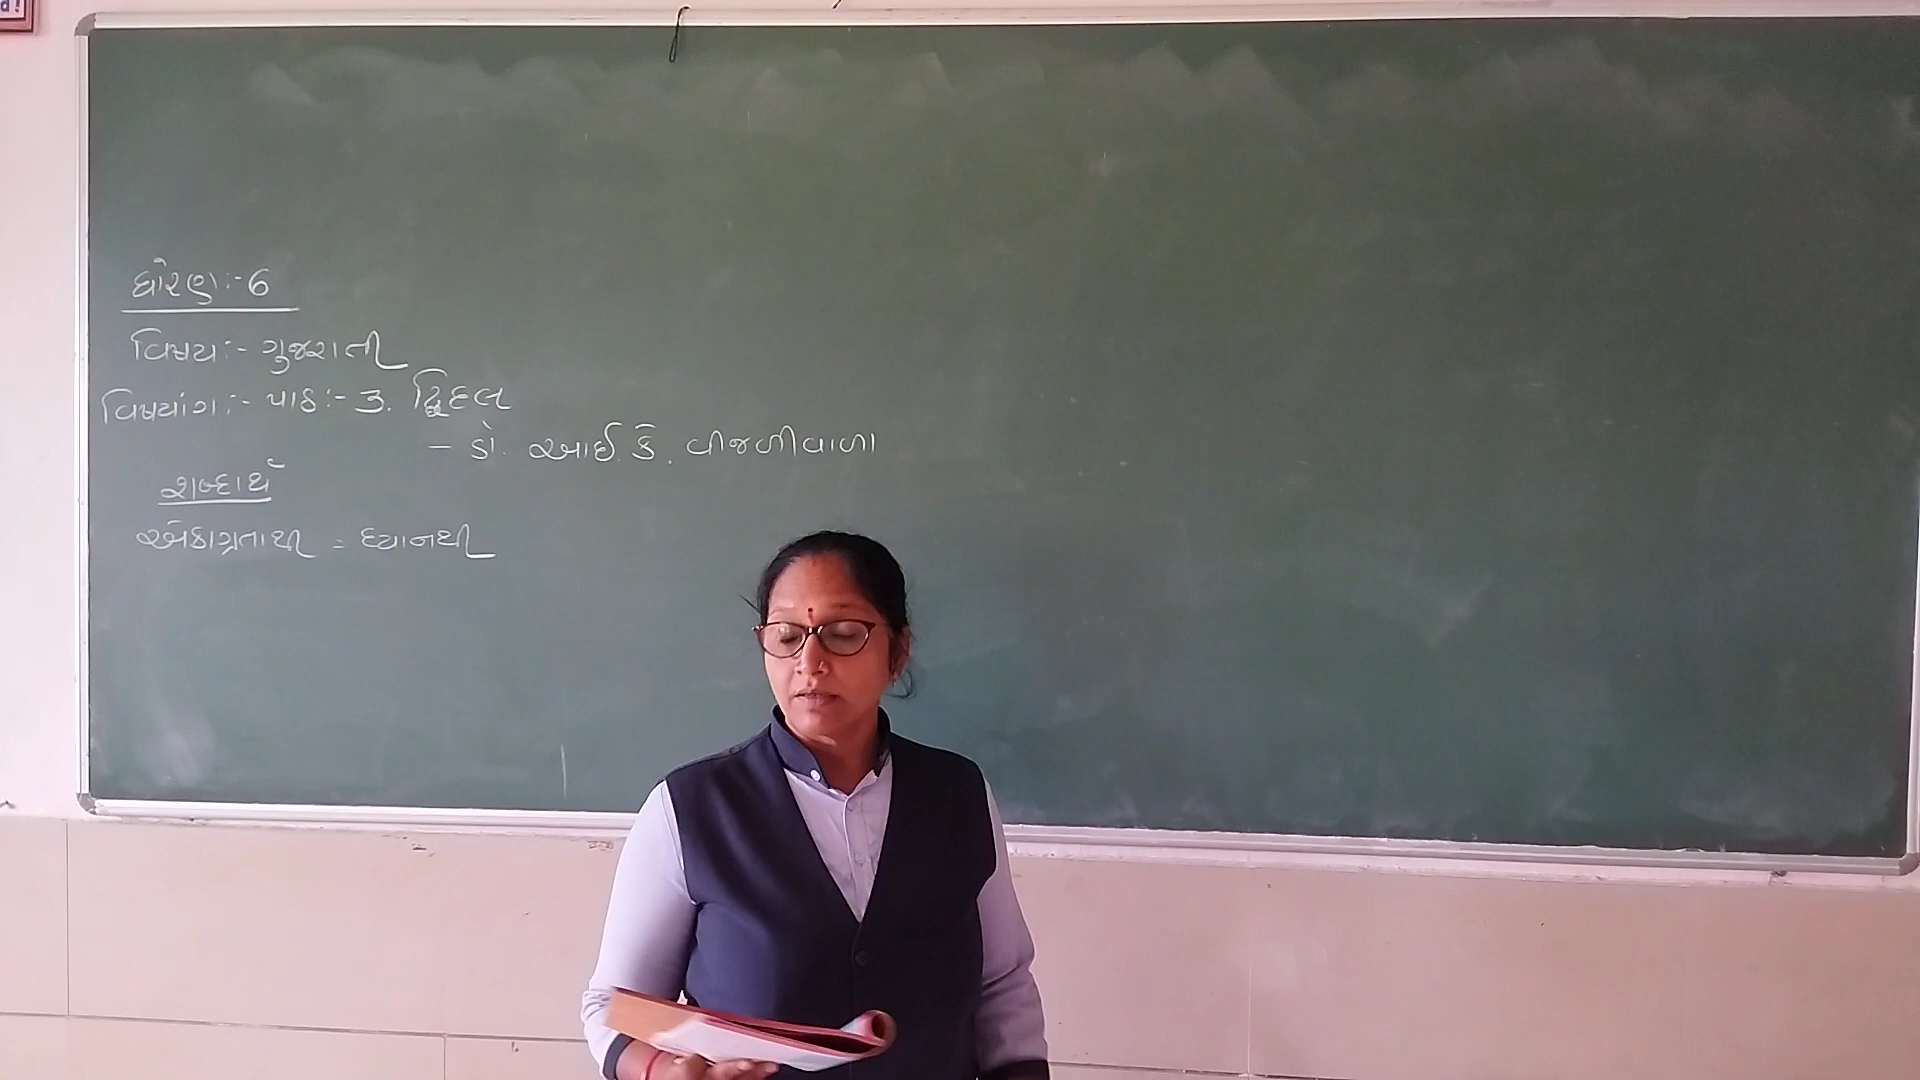 ધોરણ:- 6
વિષય:- ગુજરાતી
વિષયાંગ:- પાઠ:- 3. દ્વિદલ
- ડૉ. આઈ. કે. વીજળીવાળા
શબ્દાર્થ
એકાગ્રતાથી = ધ્યાનથી